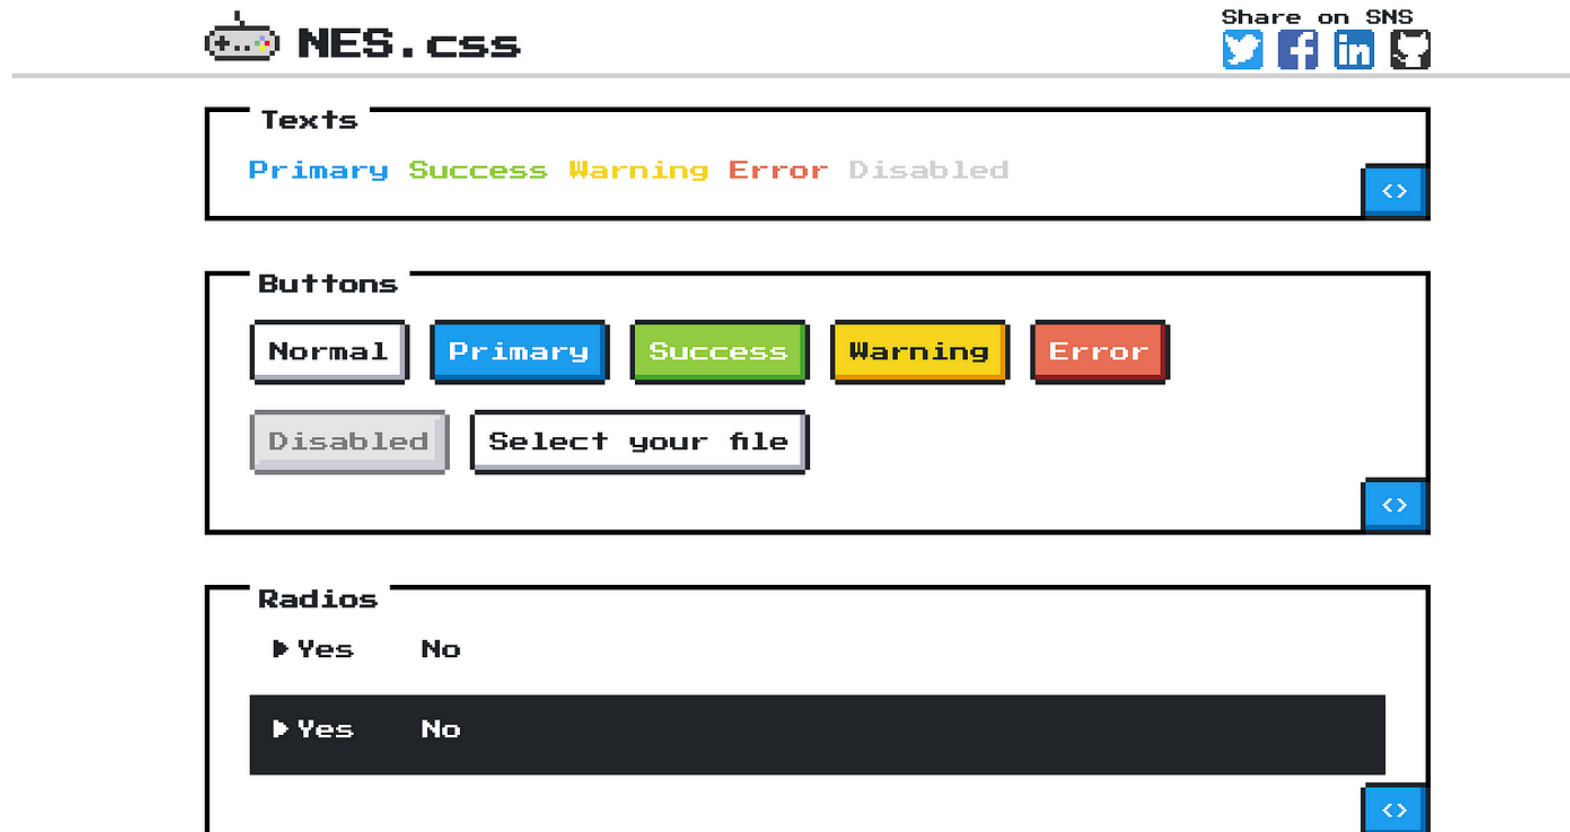 NES.css
Share on SNS
Texts
Primary Success Warning Error Disabled
<>
Buttons
Normal Primary Success Warning Error
Disabled Select your file
<>
Radios
Yes No
Yes No
<>